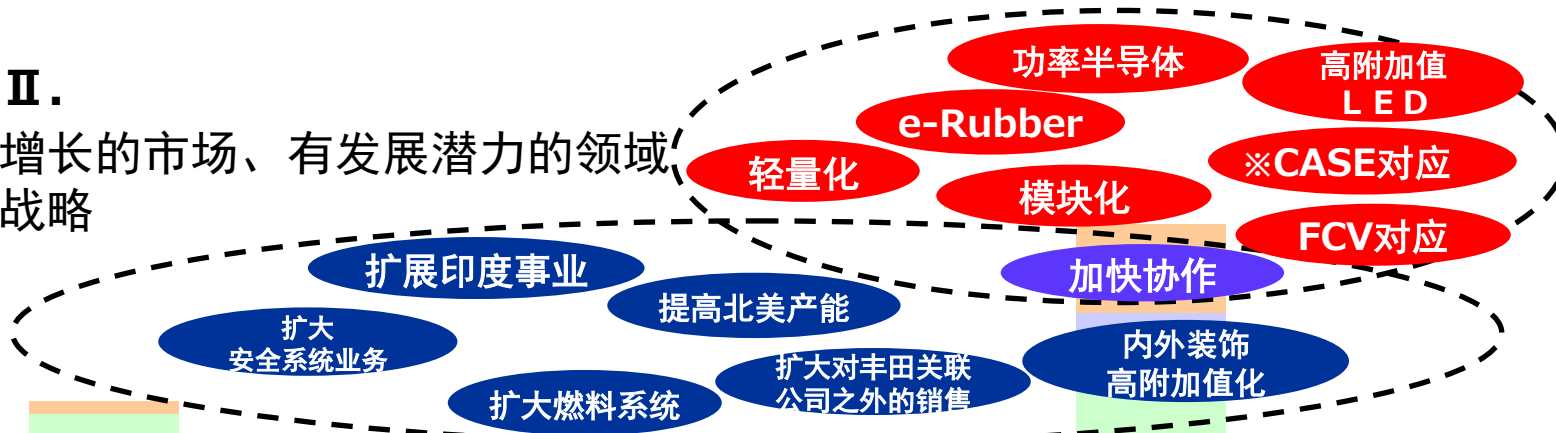 Ⅱ.
增长的市场、有发展潜力的领域
战略
功率半导体
高附加值
ＬＥＤ
e-Rubber
轻量化
※CASE对应
模块化
FCV对应
扩展印度事业
加快协作
提高北美产能
扩大
安全系统业务
内外装饰
高附加值化
扩大对丰田关联
公司之外的销售
扩大燃料系统